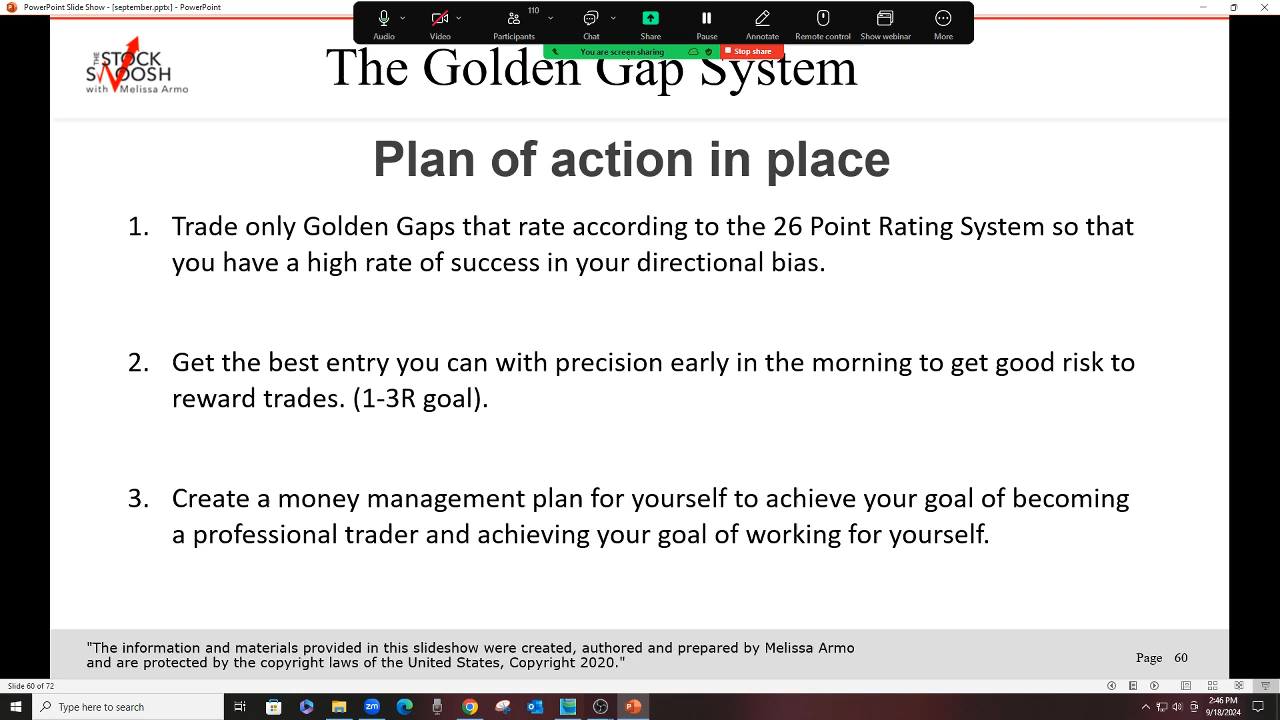 PowerPoint Slide Show - [september.pptx] - PowerPoint
110
Audio
Video
Participants
Chat
Share
Pause
Annotate
Remote control
Show webinar
More
You are screen sharing
Stop share
THE
STOCK
SWOOSH
with Melissa Armo
The Golden Gap System
Plan of action in place
1. Trade only Golden Gaps that rate according to the 26 Point Rating System so that
you have a high rate of success in your directional bias.
2. Get the best entry you can with precision early in the morning to get good risk to
reward trades. (1-3R goal).
3. Create a money management plan for yourself to achieve your goal of becoming
a professional trader and achieving your goal of working for yourself.
"The information and materials provided in this slideshow were created, authored and prepared by Melissa Armo
and are protected by the copyright laws of the United States, Copyright 2020."
Page 60
Slide 60 of 72
Type here to search
2:46 PM
9/18/2024